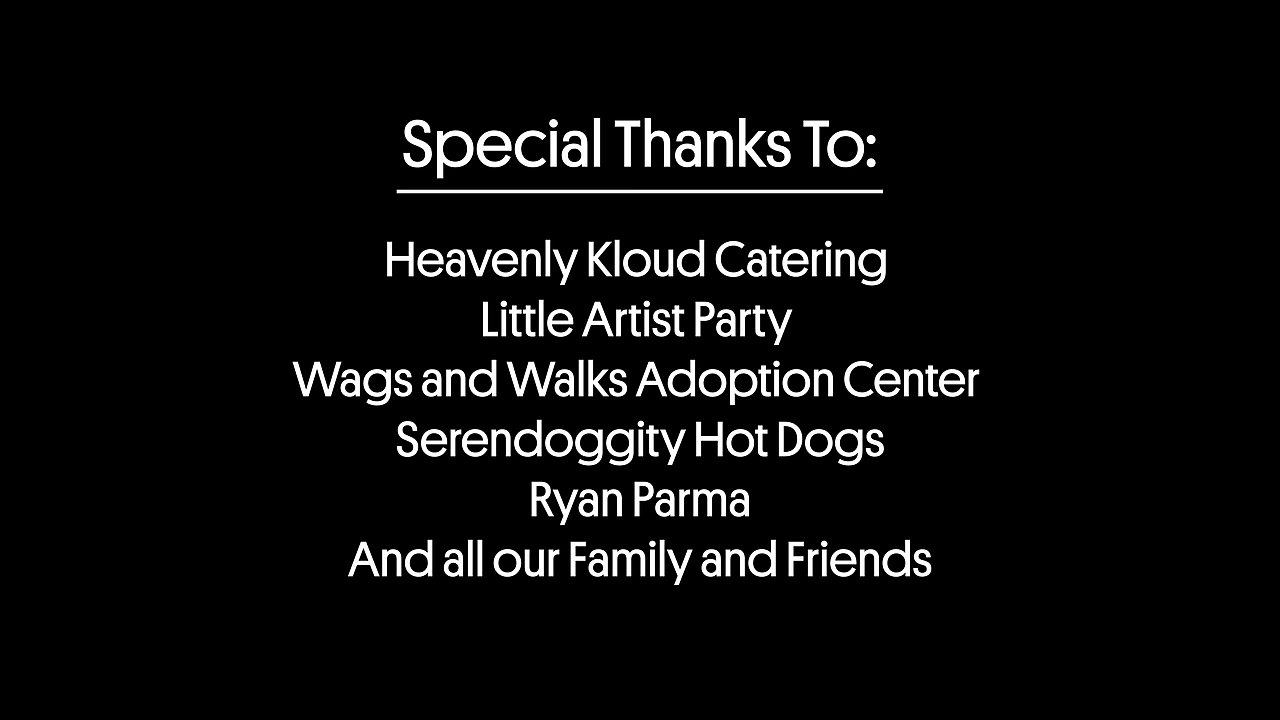 Special Thanks To:
Heavenly Kloud Catering
Little Artist Party
Wags and Walks Adoption Center
Serendoggity Hot Dogs
Ryan Parma
And all our Family and Friends